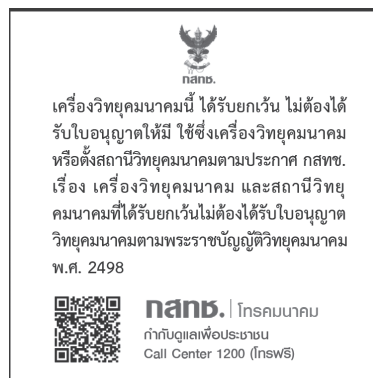 กสทช.
เครื่องวิทยุคมนาคมนี้ ได้รับยกเว้น ไม่ต้องได้
รับใบอนุญาตให้มี ใช้ซึ่งเครื่องวิทยุคมนาคม
หรือตั้งสถานีวิทยุคมนาคมตามประกาศ กสทช.
เรื่อง เครื่องวิทยุคมนาคม และสถานีวิทยุ
คมนาคมที่ได้รับยกเว้นไม่ต้องได้รับใบอนุญาต
วิทยุคมนาคมตามพระราชบัญญัติวิทยุคมนาคม
พ.ศ. 2498
กสทช. | โทรคมนาคม
กำกับดูแลเพื่อประชาชน
Call Center 1200 (โทรฟรี)